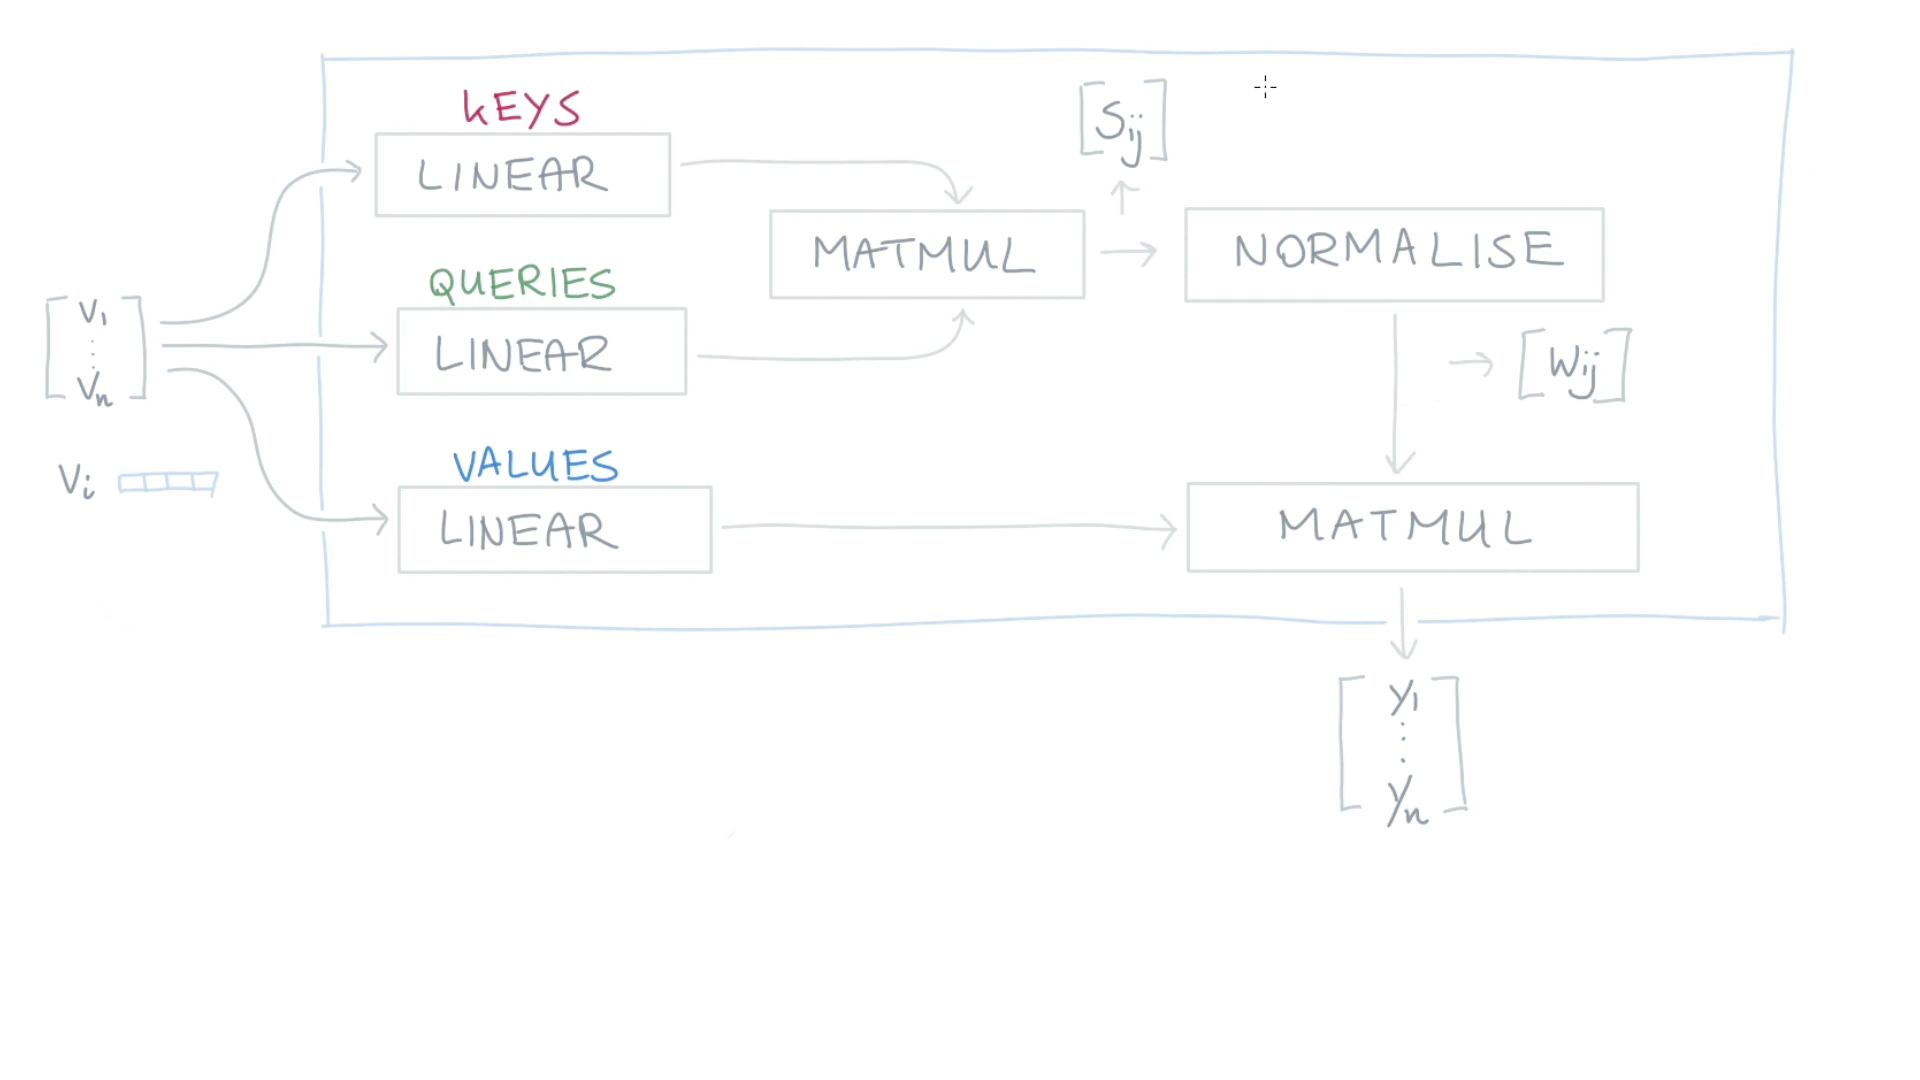 KEYS
LINEAR
[Sij]
MATMUL
NORMALISE
QUERIES
LINEAR
V1
⋮
Vn
[Wij]
Vi
VALUES
LINEAR
MATMUL
y1
⋮
yn